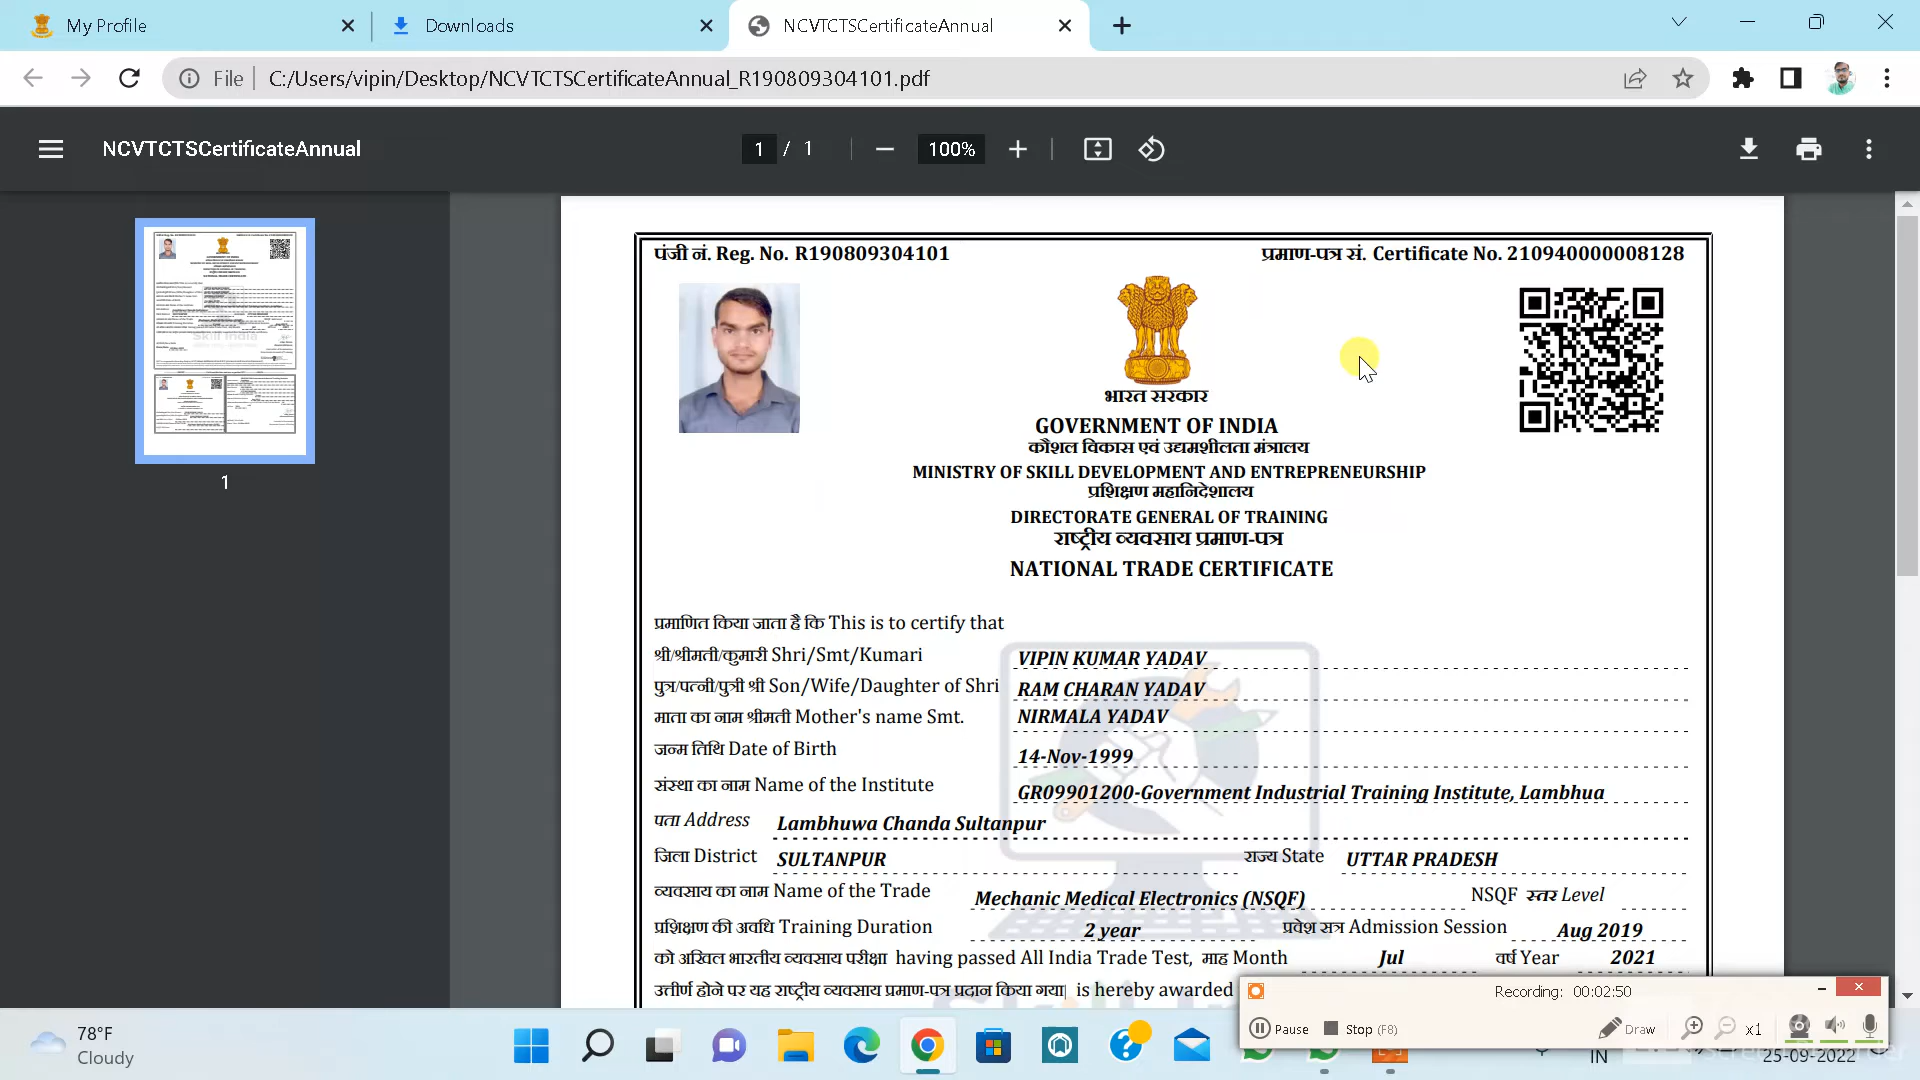 My Profile
Downloads
NCVTCTSCertificateAnnual
File
C:/Users/vipin/Desktop/NCVTCTSCertificateAnnual_R190809304101.pdf
NCVTCTSCertificateAnnual
1 / 1
100%
1
पंजी नं. Reg. No. R190809304101
प्रमाण-पत्र सं. Certificate No. 210940000008128
भारत सरकार
GOVERNMENT OF INDIA
कौशल विकास एवं उद्यमशीलता मंत्रालय
MINISTRY OF SKILL DEVELOPMENT AND ENTREPRENEURSHIP
प्रशिक्षण महानिदेशालय
DIRECTORATE GENERAL OF TRAINING
राष्ट्रीय व्यवसाय प्रमाण-पत्र
NATIONAL TRADE CERTIFICATE
प्रमाणित किया जाता है कि This is to certify that
श्री/श्रीमती/कुमारी Shri/Smt/Kumari VIPIN KUMAR YADAV
पुत्र/पत्नी/पुत्री श्री Son/Wife/Daughter of Shri RAM CHARAN YADAV
माता का नाम श्रीमती Mother's name Smt. NIRMALA YADAV
जन्म तिथि Date of Birth 14-Nov-1999
संस्था का नाम Name of the Institute GR09901200-Government Industrial Training Institute, Lambhua
पता Address Lambhuwa Chanda Sultanpur
जिला District SULTANPUR राज्य State UTTAR PRADESH
व्यवसाय का नाम Name of the Trade Mechanic Medical Electronics (NSQF) NSQF स्तर Level
प्रशिक्षण की अवधि Training Duration 2 year प्रवेश सत्र Admission Session Aug 2019
को अखिल भारतीय व्यवसाय परीक्षा having passed All India Trade Test, माह Month Jul वर्ष Year 2021
उत्तीर्ण होने पर यह राष्ट्रीय व्यवसाय प्रमाण-पत्र प्रदान किया गया| is hereby awarded
Recording: 00:02:50
Pause
Stop (F8)
Draw
x1
78°F
Cloudy
IN
25-09-2022